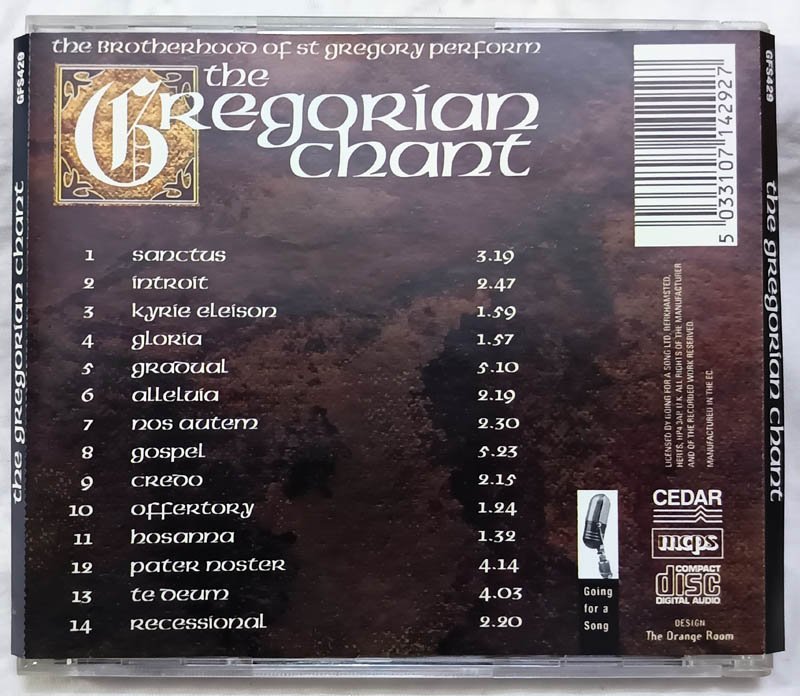 the Brotherhood of St Gregory perform
the
Gregorian
chant
1 sanctus 3.19
2 introit 2.47
3 kyrie eleison 1.59
4 gloria 1.57
5 gradual 5.10
6 alleluia 2.19
7 nos autem 2.30
8 gospel 5.23
9 credo 2.15
10 offertory 1.24
11 hosanna 1.32
12 pater noster 4.14
13 te deum 4.03
14 recessional 2.20
GFS429
the gregorian chant
GFS429
the gregorian chant
5 033107 142927
LICENSED BY GOING FOR A SONG LTD, BERKHAMSTED,
HERTS, HP4 3AP, U.K. ALL RIGHTS OF THE MANUFACTURER
AND OF THE RECORDED WORK RESERVED.
MANUFACTURED IN THE EC.
Going
for a
Song
CEDAR
mcps
COMPACT
disc
DIGITAL AUDIO
DESIGN
The Orange Room